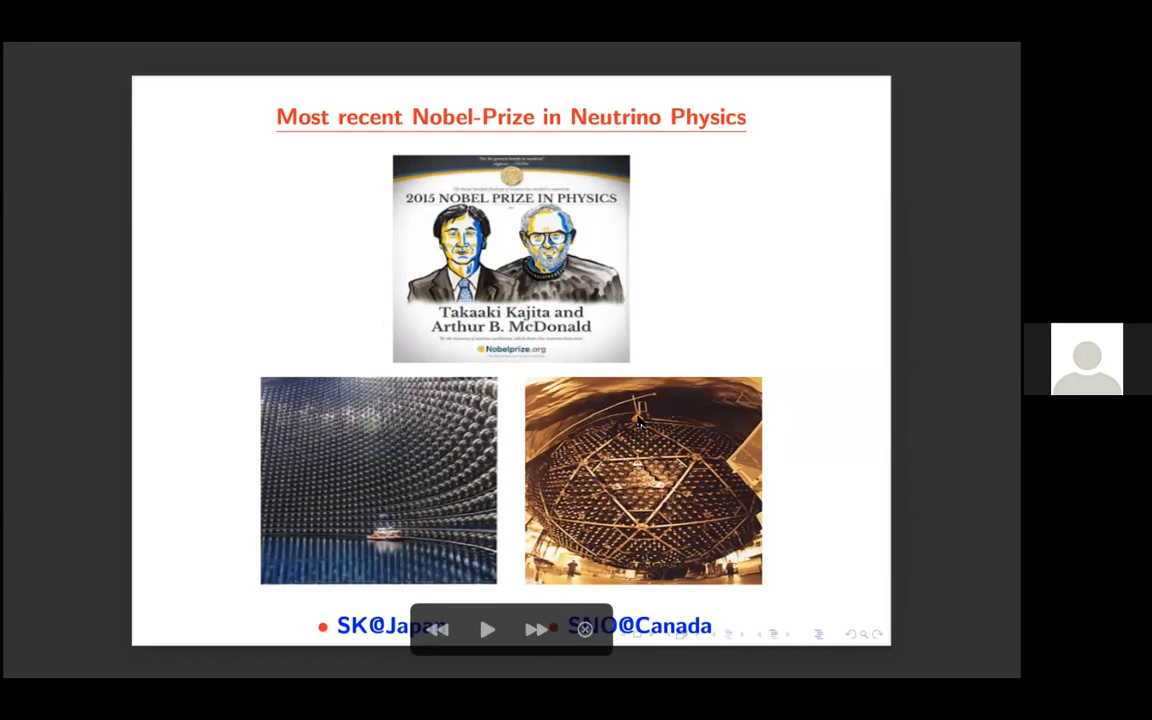 Most recent Nobel-Prize in Neutrino Physics
2015 NOBEL PRIZE IN PHYSICS
Takaaki Kajita and
Arthur B. McDonald
Nobelprize.org
• SK@Japan
• SNO@Canada